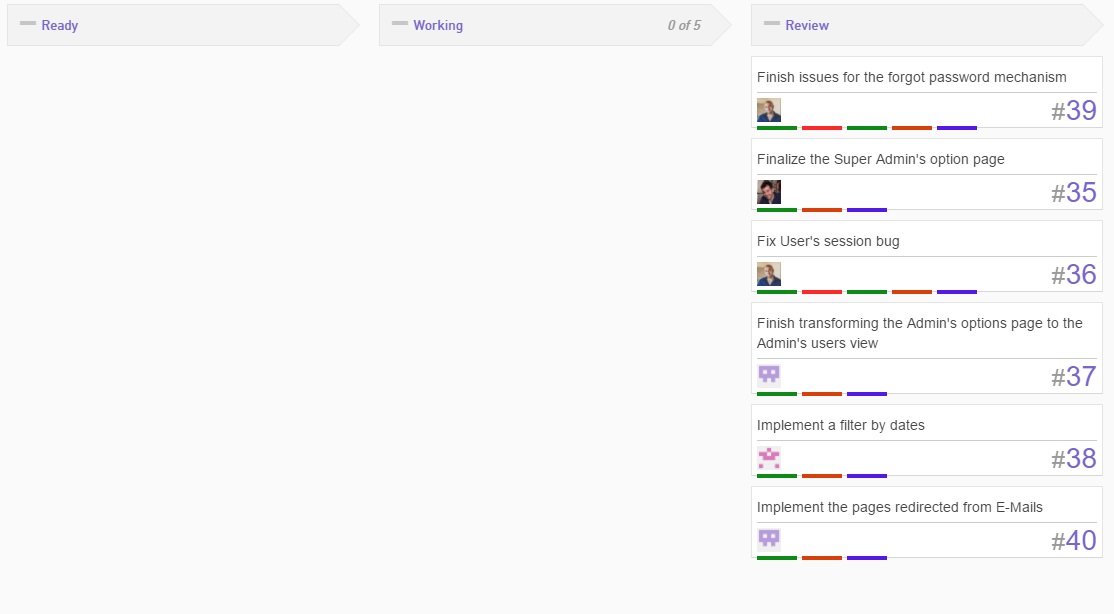 Ready
Working
0 of 5
Review
Finish issues for the forgot password mechanism
#39
Finalize the Super Admin's option page
#35
Fix User's session bug
#36
Finish transforming the Admin's options page to the
Admin's users view
#37
Implement a filter by dates
#38
Implement the pages redirected from E-Mails
#40